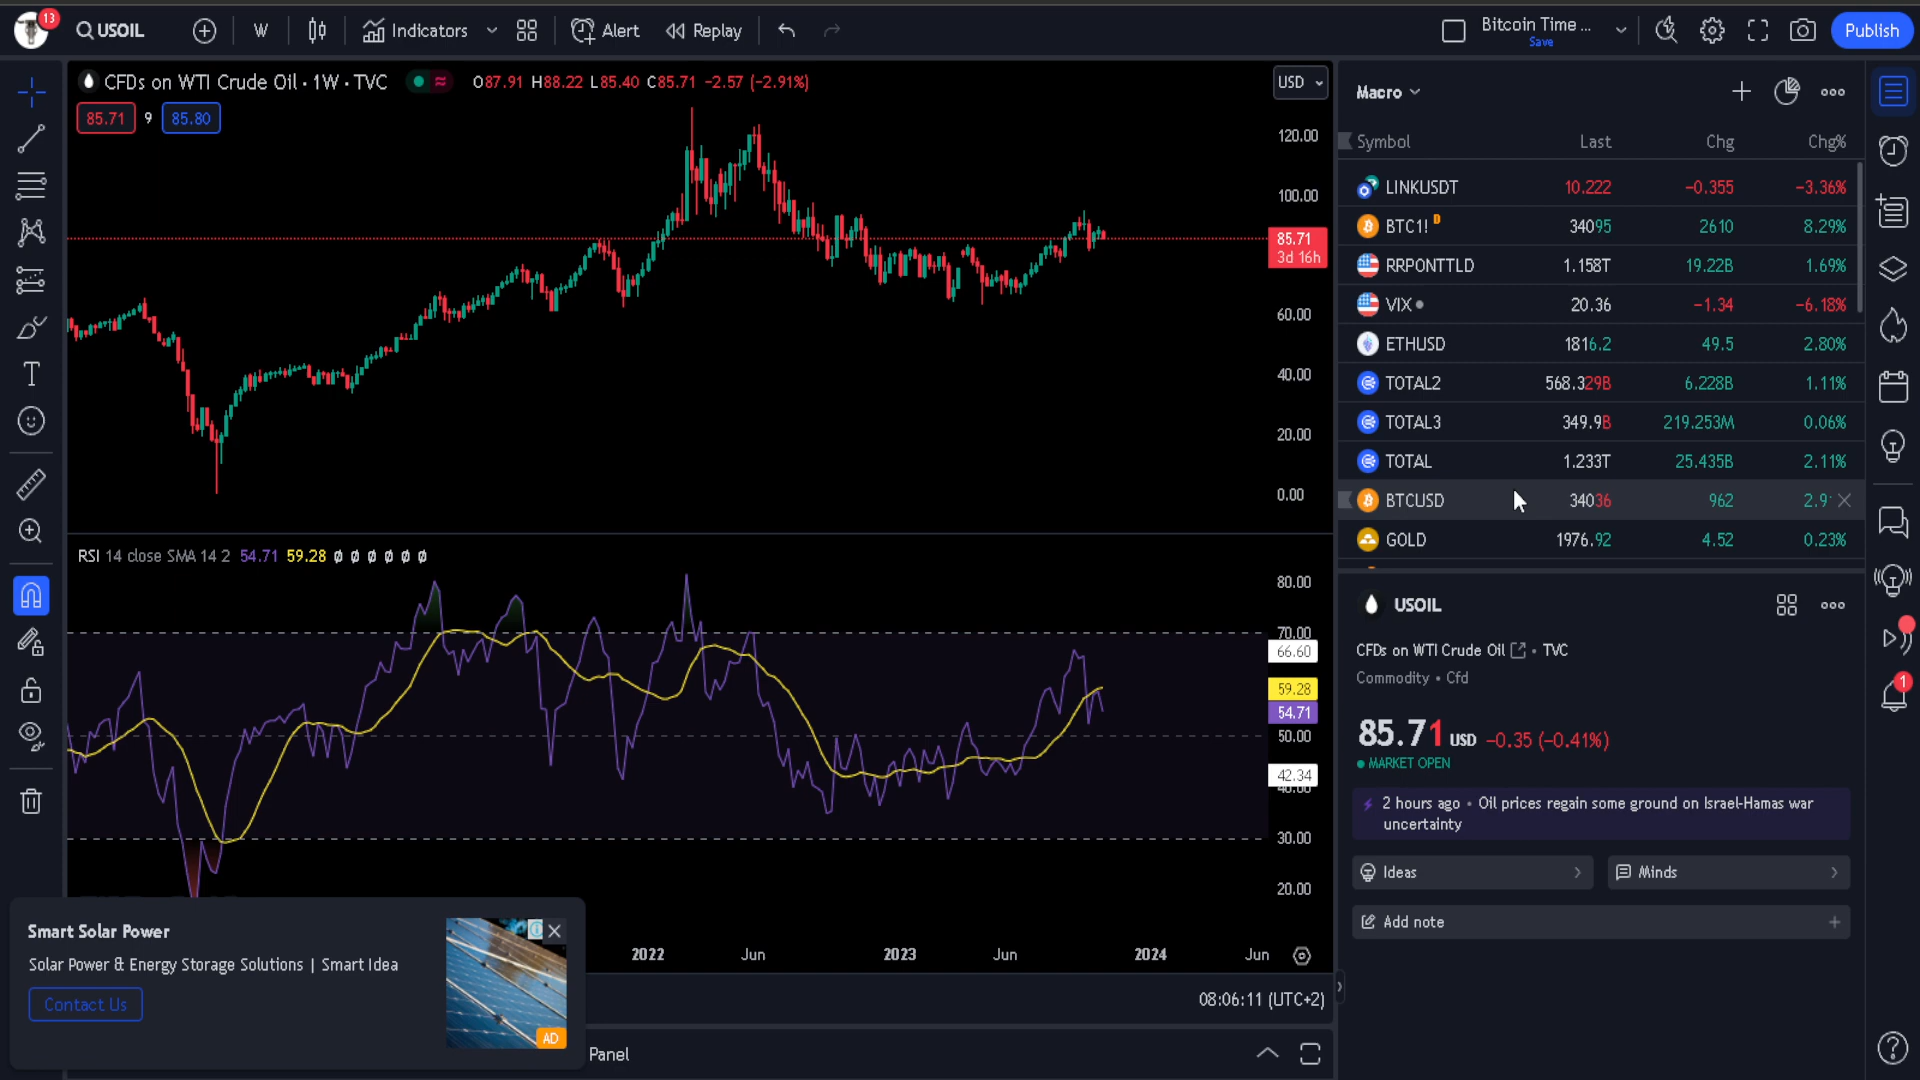 13
USOIL
W
Indicators
Alert
Replay
Bitcoin Time ...
Save
Publish
CFDs on WTI Crude Oil · 1W · TVC
O87.91 H88.22 L85.40 C85.71 −2.57 (−2.91%)
USD
85.71
9
85.80
120.00
100.00
85.71
3d 16h
60.00
40.00
20.00
0.00
RSI 14 close SMA 14 2 54.71 59.28 Ø Ø Ø Ø Ø Ø
80.00
70.00
66.60
59.28
54.71
50.00
42.34
40.00
30.00
20.00
2022
Jun
2023
Jun
2024
Jun
08:06:11 (UTC+2)
Panel
Smart Solar Power
Solar Power & Energy Storage Solutions | Smart Idea
Contact Us
AD
Macro
Symbol Last Chg Chg%
LINKUSDT 10.222 −0.355 −3.36%
BTC1! D 34095 2610 8.29%
RRPONTTLD 1.158T 19.22B 1.69%
VIX 20.36 −1.34 −6.18%
ETHUSD 1816.2 49.5 2.80%
TOTAL2 568.329B 6.228B 1.11%
TOTAL3 349.9B 219.253M 0.06%
TOTAL 1.233T 25.435B 2.11%
BTCUSD 34036 962 2.9
GOLD 1976.92 4.52 0.23%
USOIL
CFDs on WTI Crude Oil • TVC
Commodity • Cfd
85.711 USD −0.35 (−0.41%)
MARKET OPEN
2 hours ago • Oil prices regain some ground on Israel-Hamas war
uncertainty
Ideas
Minds
Add note
1